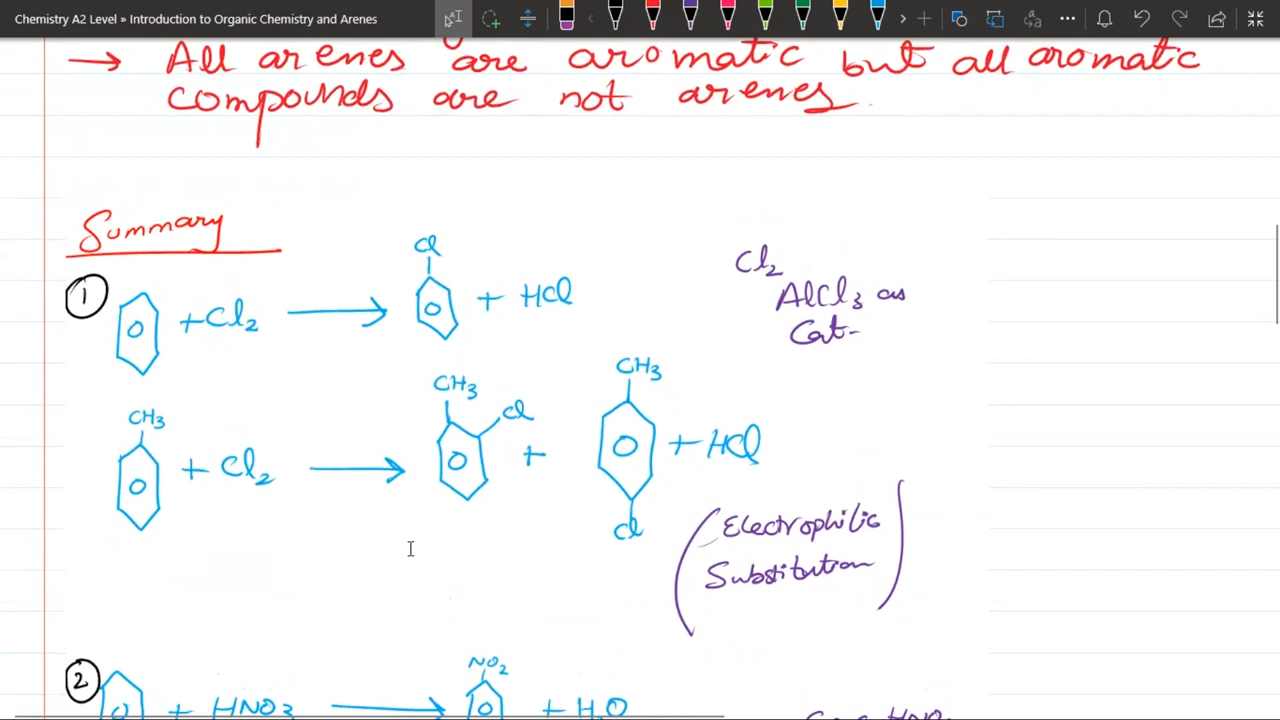 Chemistry A2 Level » Introduction to Organic Chemistry and Arenes
→ All arenes are aromatic but all aromatic
compounds are not arenes.
Summary
① + Cl2 → Cl + HCl
Cl2
AlCl3 as
Cat-
CH3 + Cl2 → CH3 Cl + CH3 Cl + HCl
(Electrophilic
Substitution)
② + HNO3 → NO2 + H2O